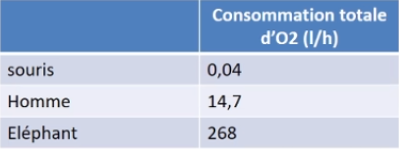 Consommation totale
d'O2 (l/h)
souris 0,04
Homme 14,7
Eléphant 268